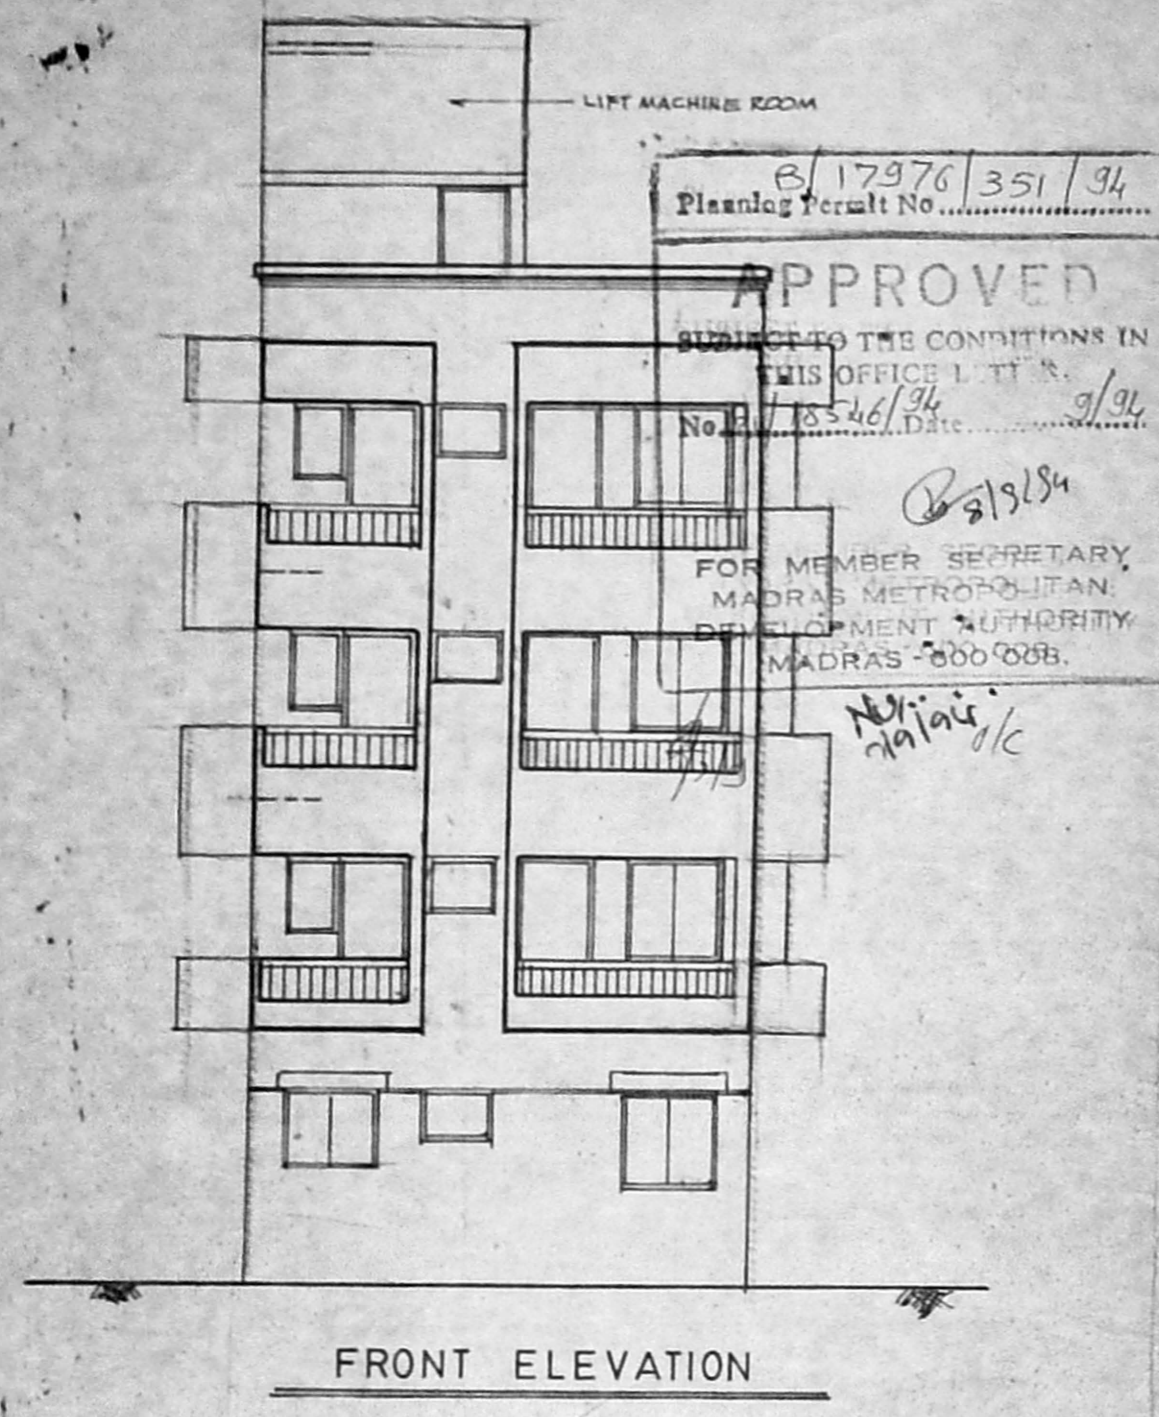 LIFT MACHINE ROOM
B/17976/351/94
Planning Permit No
APPROVED
SUBJECT TO THE CONDITIONS IN
THIS OFFICE LETTER.
No. /18546/94 Date 9/94
8/9/94
FOR MEMBER SECRETARY,
MADRAS METROPOLITAN
DEVELOPMENT AUTHORITY
MADRAS - 600 008.
FRONT ELEVATION